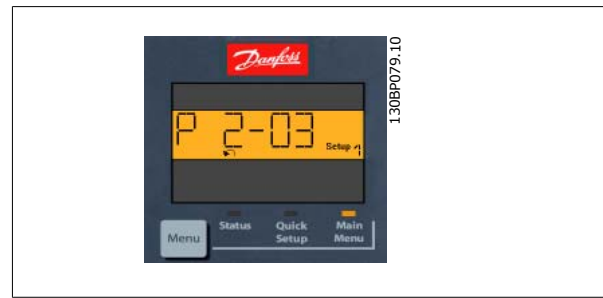 Danfoss
130BP079.10
P 2-03
Setup 1
Status
Quick Setup
Main Menu
Menu